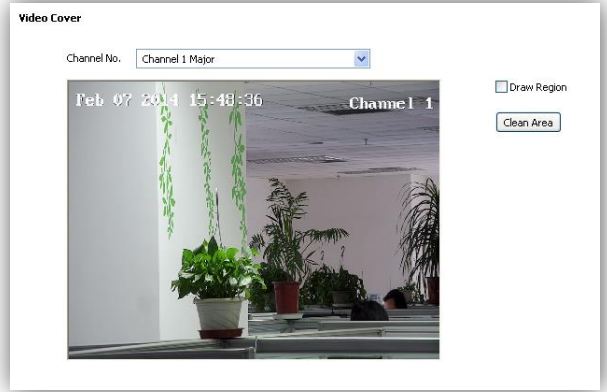 Video Cover
Channel No.
Channel 1 Major
Feb 07 2014 15:48:36
Channel 1
Draw Region
Clean Area